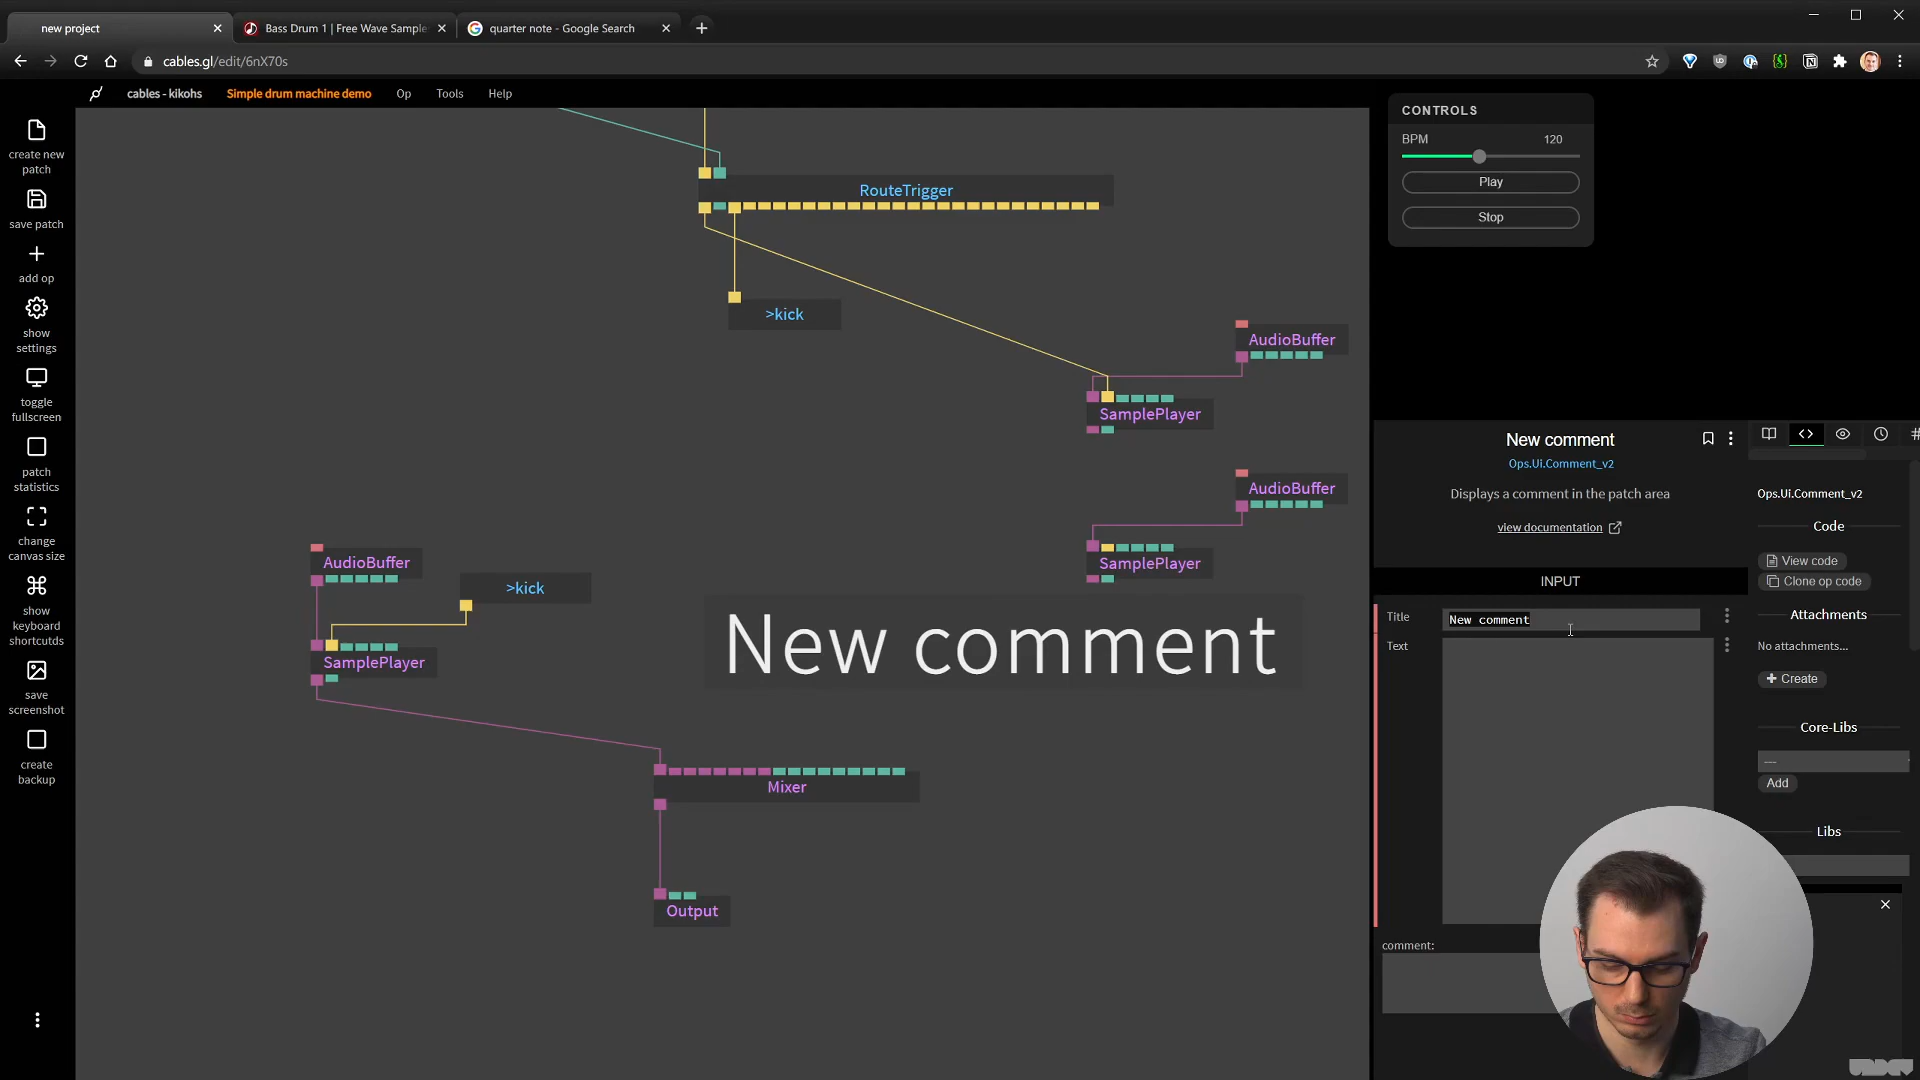 new project
Bass Drum 1 | Free Wave Sample
quarter note - Google Search
cables.gl/edit/6nX70s
cables - kikohs
Simple drum machine demo
Op
Tools
Help
create new
patch
save patch
add op
show
settings
toggle
fullscreen
patch
statistics
change
canvas size
show
keyboard
shortcuts
save
screenshot
create
backup
RouteTrigger
>kick
AudioBuffer
SamplePlayer
AudioBuffer
SamplePlayer
AudioBuffer
>kick
SamplePlayer
New comment
Mixer
Output
CONTROLS
BPM
120
Play
Stop
New comment
Ops.Ui.Comment_v2
Displays a comment in the patch area
view documentation
INPUT
Title
New comment
Text
comment:
Ops.Ui.Comment_v2
Code
View code
Clone op code
Attachments
No attachments...
+ Create
Core-Libs
---
Add
Libs